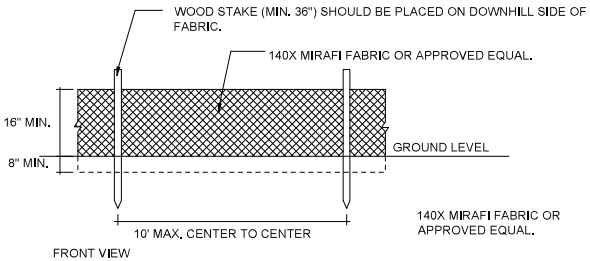 WOOD STAKE (MIN. 36") SHOULD BE PLACED ON DOWNHILL SIDE OF
FABRIC.
140X MIRAFI FABRIC OR APPROVED EQUAL.
16" MIN.
GROUND LEVEL
8" MIN.
10' MAX. CENTER TO CENTER
140X MIRAFI FABRIC OR
APPROVED EQUAL.
FRONT VIEW